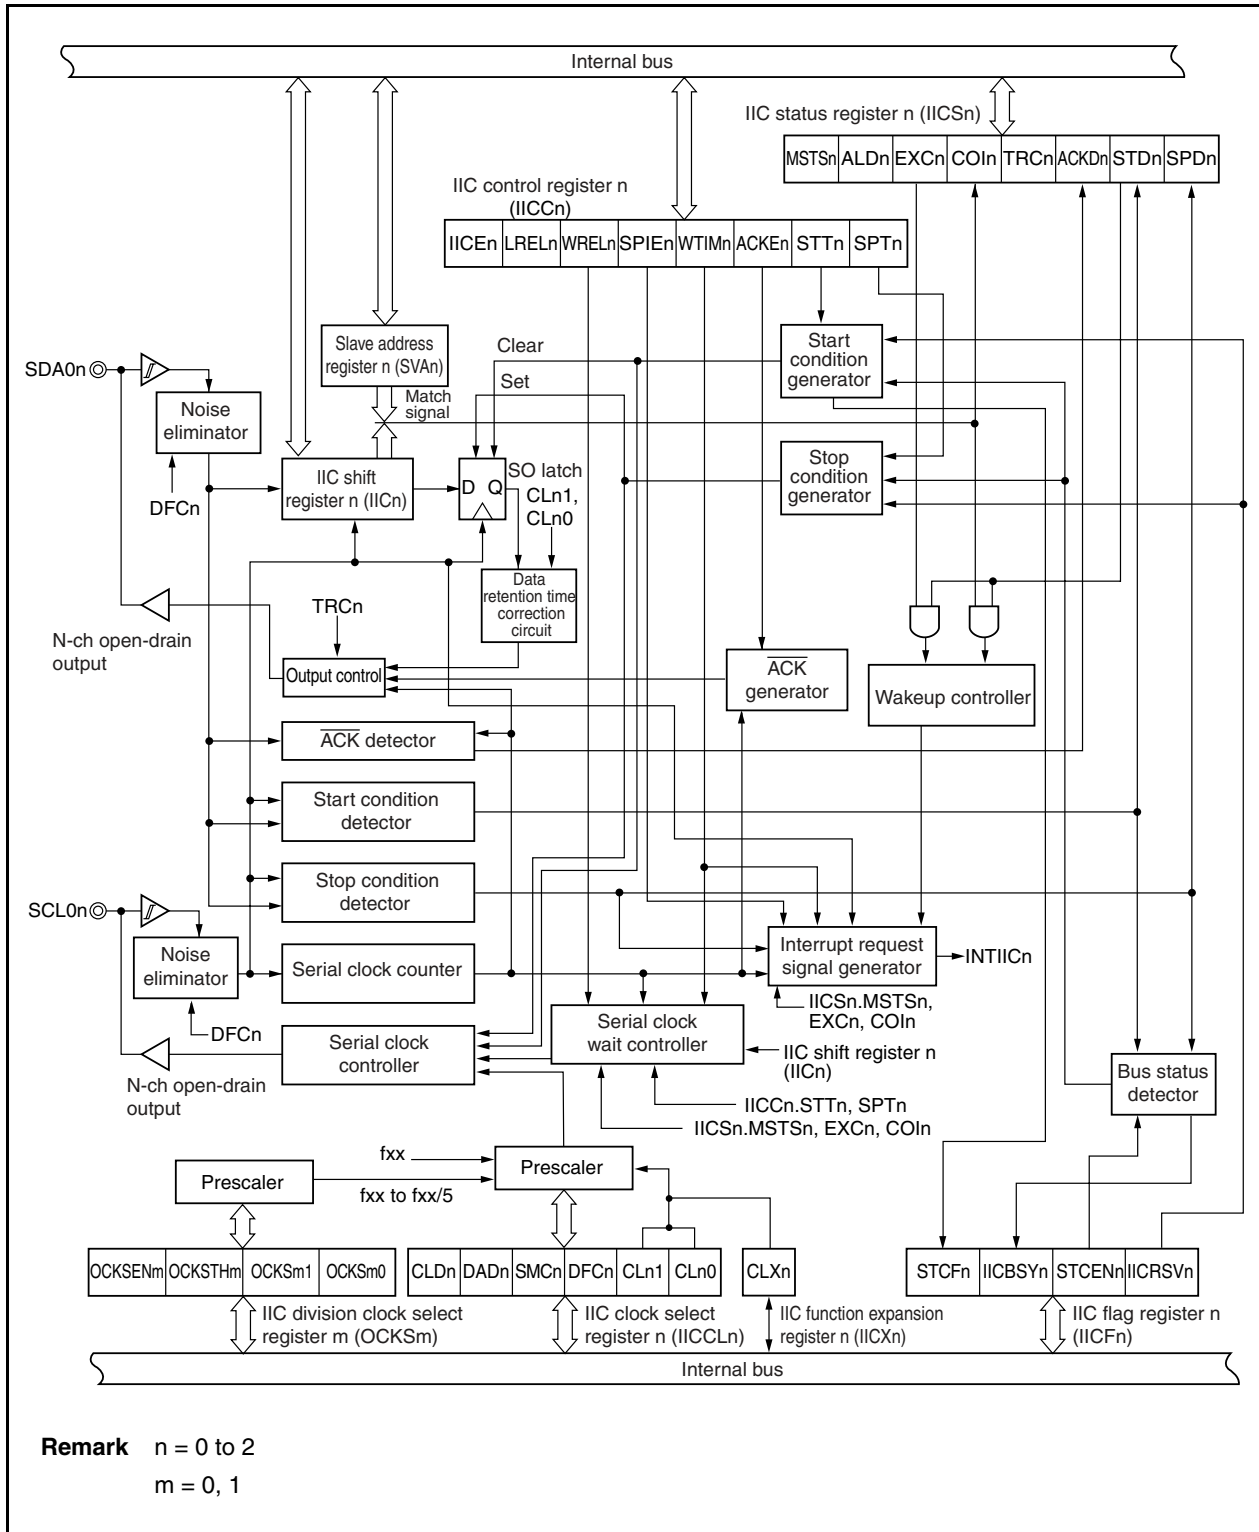 Internal bus
IIC status register n (IICSn)
MSTSn ALDn EXCn COIn TRCn ACKDn STDn SPDn
IIC control register n
(IICCn)
IICEn LRELn WRELn SPIEn WTIMn ACKEn STTn SPTn
Slave address
register n (SVAn)
Clear
Start
condition
generator
SDA0n
Set
Match
signal
Noise
eliminator
DFCn
IIC shift
register n (IICn)
D Q
SO latch
CLn1,
CLn0
Stop
condition
generator
Data
retention time
correction
circuit
TRCn
N-ch open-drain
output
Output control
ACK
generator
Wakeup controller
ACK detector
Start condition
detector
Stop condition
detector
SCL0n
Noise
eliminator
DFCn
Serial clock counter
Interrupt request
signal generator
INTIICn
IICSn.MSTSn,
EXCn, COIn
Serial clock
controller
Serial clock
wait controller
IIC shift register n
(IICn)
Bus status
detector
N-ch open-drain
output
IICCn.STTn, SPTn
IICSn.MSTSn, EXCn, COIn
fxx
Prescaler
Prescaler
fxx to fxx/5
OCKSENm OCKSTHm OCKSm1 OCKSm0
CLDn DADn SMCn DFCn CLn1 CLn0
CLXn
STCFn IICBSYn STCENn IICRSVn
IIC division clock select
register m (OCKSm)
IIC clock select
register n (IICCLn)
IIC function expansion
register n (IICXn)
IIC flag register n
(IICFn)
Internal bus
Remark n = 0 to 2
m = 0, 1